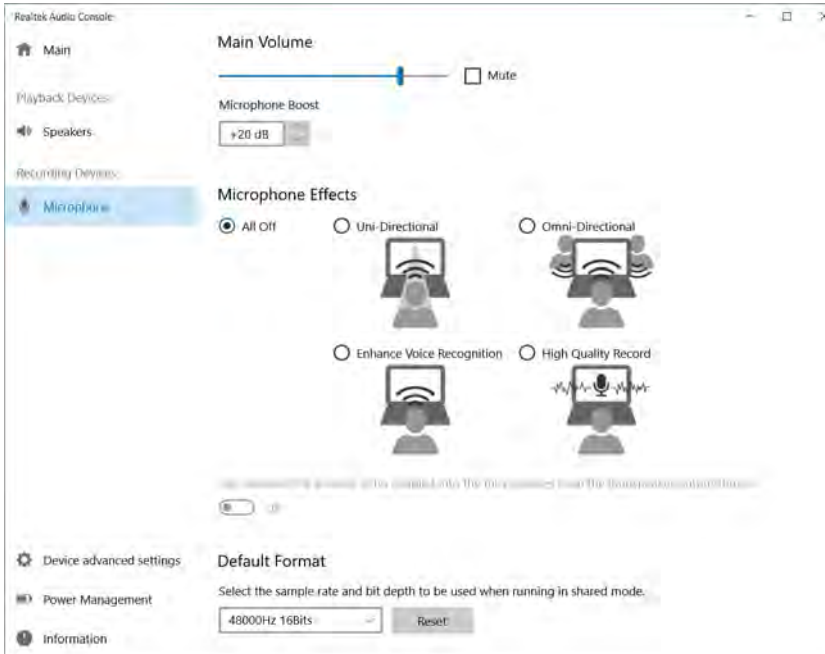 Realtek Audio Console
Main
Playback Devices
Speakers
Recording Devices
Microphone
Device advanced settings
Power Management
Information
Main Volume
Mute
Microphone Boost
+20 dB
Microphone Effects
All Off
Uni-Directional
Omni-Directional
Enhance Voice Recognition
High Quality Record
Default Format
Select the sample rate and bit depth to be used when running in shared mode.
48000Hz 16Bits
Reset